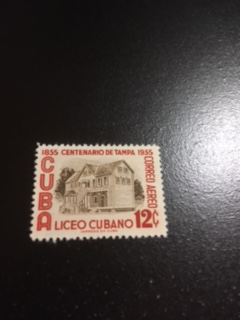 1855 CENTENARIO DE TAMPA 1955
CUBA
CORREO AEREO
LICEO CUBANO 12¢